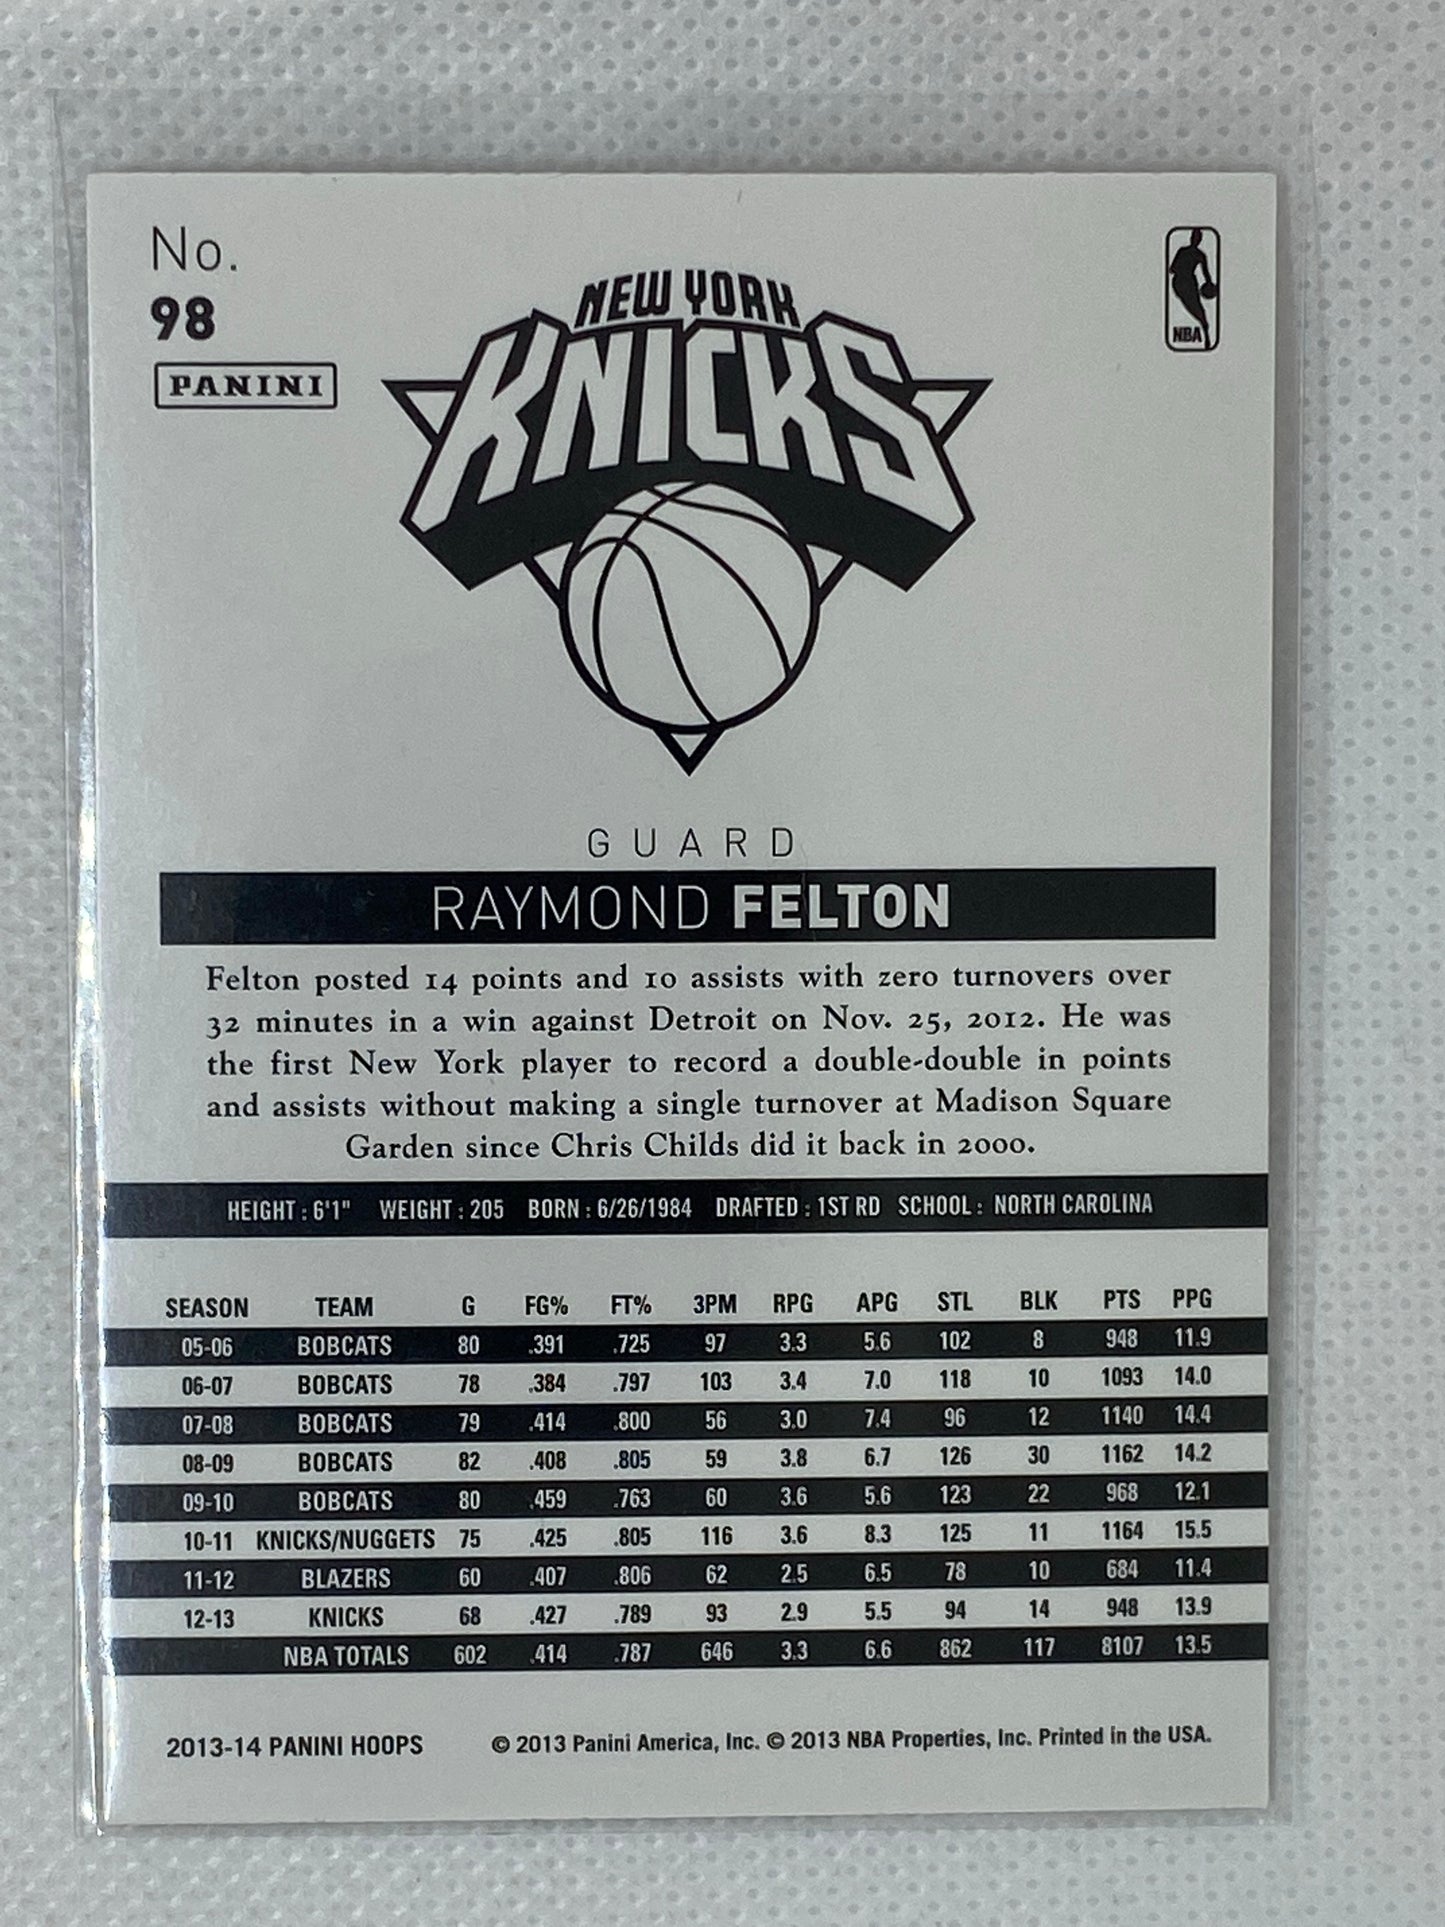 No.
98
PANINI
NEW YORK
KNICKS
NBA
GUARD
RAYMOND FELTON
Felton posted 14 points and 10 assists with zero turnovers over
32 minutes in a win against Detroit on Nov. 25, 2012. He was
the first New York player to record a double-double in points
and assists without making a single turnover at Madison Square
Garden since Chris Childs did it back in 2000.
HEIGHT : 6'1" WEIGHT : 205 BORN : 6/26/1984 DRAFTED : 1ST RD SCHOOL : NORTH CAROLINA
SEASON TEAM G FG% FT% 3PM RPG APG STL BLK PTS PPG
05-06 BOBCATS 80 .391 .725 97 3.3 5.6 102 8 948 11.9
06-07 BOBCATS 78 .384 .797 103 3.4 7.0 118 10 1093 14.0
07-08 BOBCATS 79 .414 .800 56 3.0 7.4 96 12 1140 14.4
08-09 BOBCATS 82 .408 .805 59 3.8 6.7 126 30 1162 14.2
09-10 BOBCATS 80 .459 .763 60 3.6 5.6 123 22 968 12.1
10-11 KNICKS/NUGGETS 75 .425 .805 116 3.6 8.3 125 11 1164 15.5
11-12 BLAZERS 60 .407 .806 62 2.5 6.5 78 10 684 11.4
12-13 KNICKS 68 .427 .789 93 2.9 5.5 94 14 948 13.9
NBA TOTALS 602 .414 .787 646 3.3 6.6 862 117 8107 13.5
2013-14 PANINI HOOPS © 2013 Panini America, Inc. © 2013 NBA Properties, Inc. Printed in the USA.